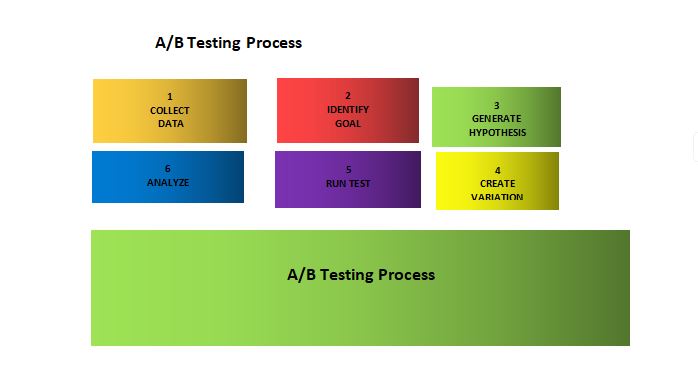 A/B Testing Process
1
COLLECT
DATA
2
IDENTIFY
GOAL
3
GENERATE
HYPOTHESIS
6
ANALYZE
5
RUN TEST
4
CREATE
VARIATION
A/B Testing Process